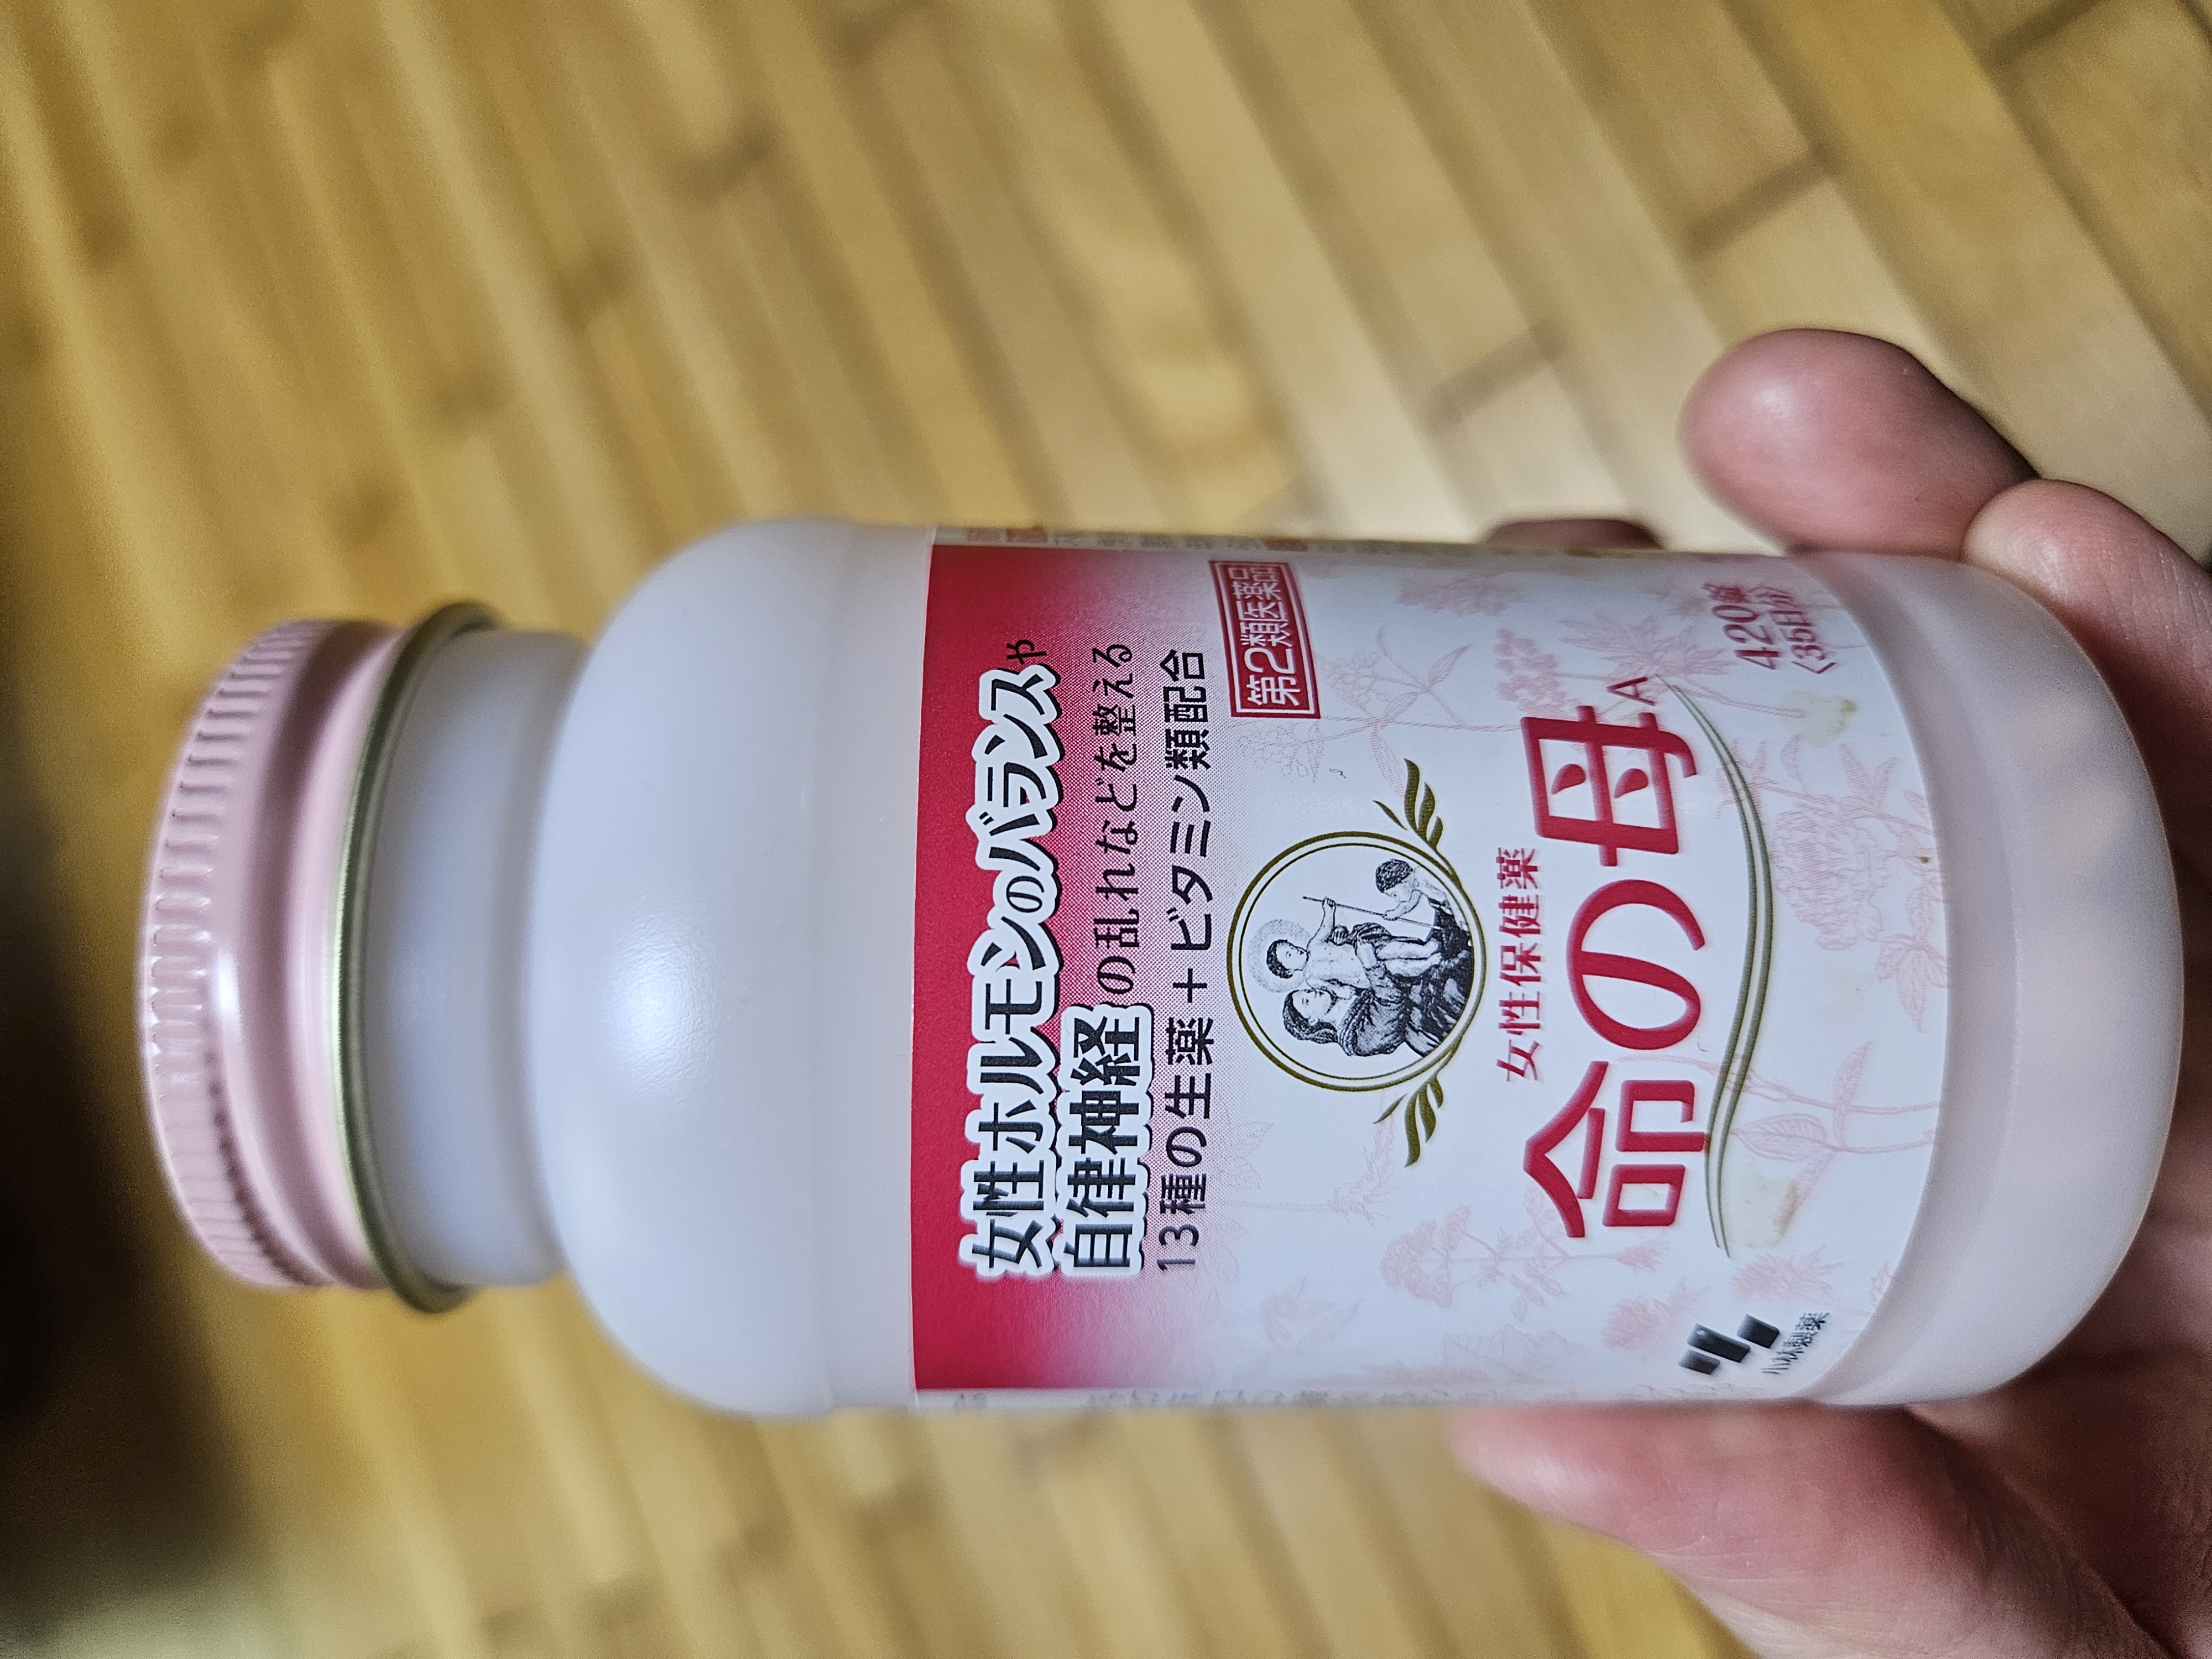 女性ホルモンのバランスや
自律神経の乱れなどを整える
13種の生薬＋ビタミン類配合
第2類医薬品
女性保健薬
命の母A
小林製薬
420錠
〈35日分〉